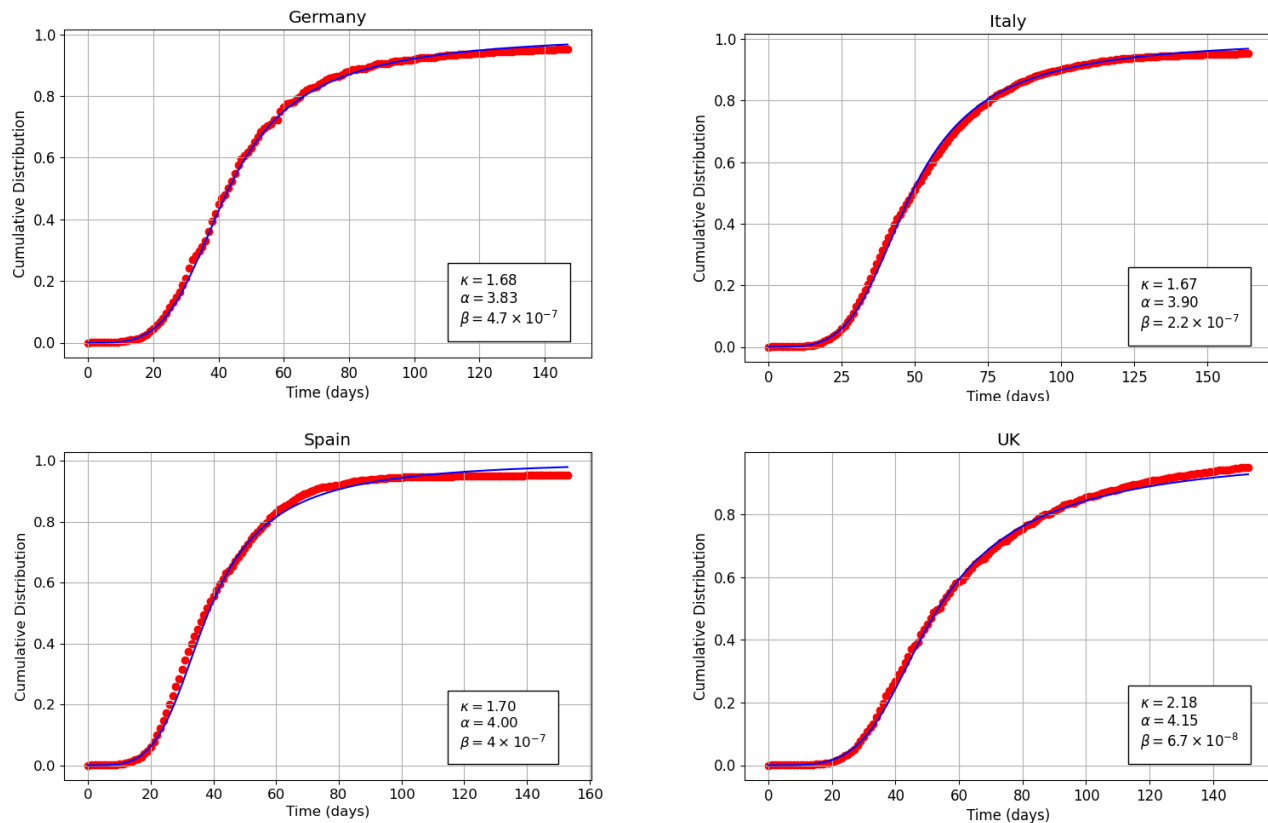 Germany
1.0
0.8
0.6
0.4
0.2
0.0
Cumulative Distribution
κ = 1.68
α = 3.83
β = 4.7 × 10⁻⁷
0 20 40 60 80 100 120 140
Time (days)
Italy
1.0
0.8
0.6
0.4
0.2
0.0
Cumulative Distribution
κ = 1.67
α = 3.90
β = 2.2 × 10⁻⁷
0 25 50 75 100 125 150
Time (days)
Spain
1.0
0.8
0.6
0.4
0.2
0.0
Cumulative Distribution
κ = 1.70
α = 4.00
β = 4 × 10⁻⁷
0 20 40 60 80 100 120 140 160
Time (days)
UK
0.8
0.6
0.4
0.2
0.0
Cumulative Distribution
κ = 2.18
α = 4.15
β = 6.7 × 10⁻⁸
0 20 40 60 80 100 120 140
Time (days)